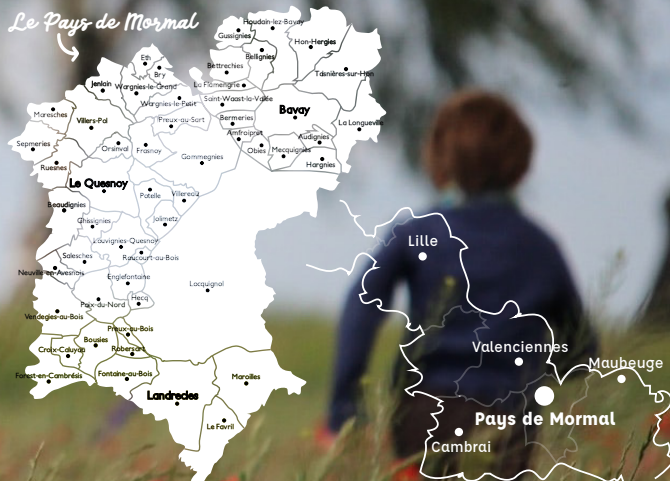 Le Pays de Mormal
Houdain-lez-Bavay
Gussignies
Hon-Hergies
Bellignies
Eth
Bry
Bettrechies
Taisnières-sur-Hon
Jenlain
Wargnies-le-Grand
La Flamengrie
Wargnies-le-Petit
Saint-Waast-la-Vallée
Bavay
Maresches
Villers-Pol
Preux-au-Sart
Bermeries
La Longueville
Amfroipret
Audignies
Sepmeries
Orsinval
Frasnoy
Obies
Mecquignies
Gommegnies
Hargnies
Ruesnes
Le Quesnoy
Potelle
Villereau
Beaudignies
Ghissignies
Jolimetz
Louvignies-Quesnoy
Salesches
Raucourt-au-Bois
Neuville-en-Avesnois
Englefontaine
Locquignol
Hecq
Poix-du-Nord
Vendegies-au-Bois
Preux-au-Bois
Bousies
Croix-Caluyau
Robersart
Forest-en-Cambrésis
Fontaine-au-Bois
Maroilles
Landrecies
Le Favril
Lille
Valenciennes
Maubeuge
Pays de Mormal
Cambrai